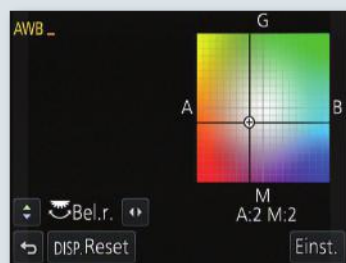 AWB
G
A B
M
A:2 M:2
Bel.r.
DISP. Reset Einst.